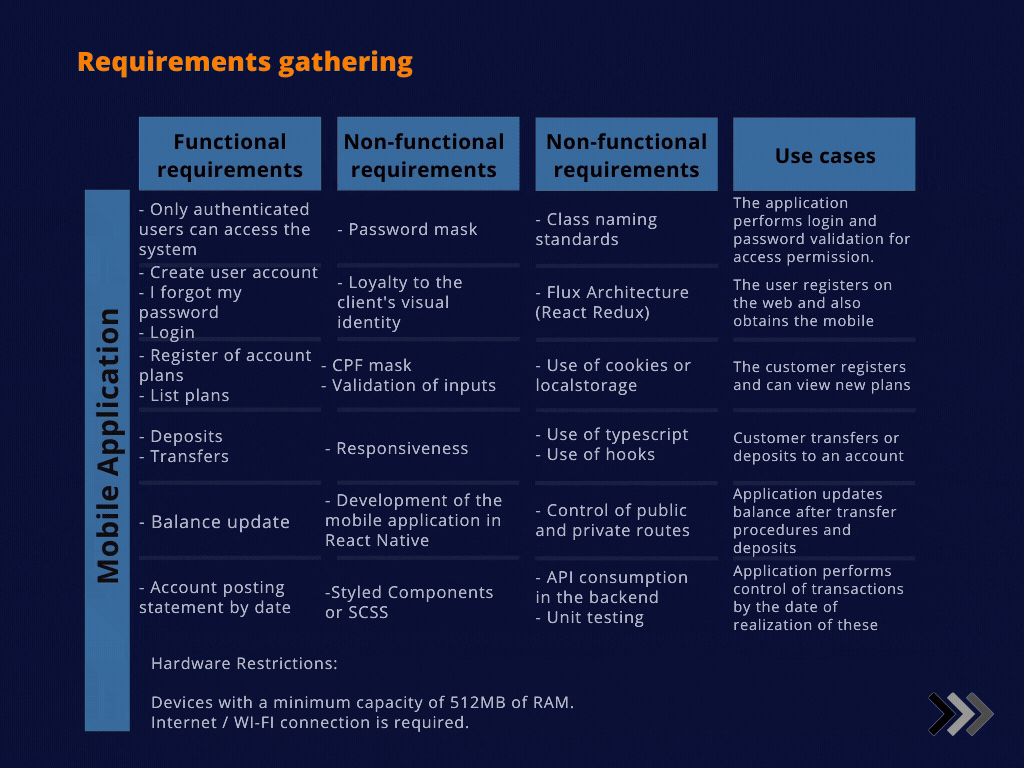 Requirements gathering
Functional
requirements
Non-functional
requirements
Non-functional
requirements
Use cases
Mobile Application
- Only authenticated
users can access the
system
- Password mask
- Class naming
standards
The application
performs login and
password validation for
access permission.
- Create user account
- I forgot my
password
- Login
- Loyalty to the
client's visual
identity
- Flux Architecture
(React Redux)
The user registers on
the web and also
obtains the mobile
- Register of account
plans
- List plans
- CPF mask
- Validation of inputs
- Use of cookies or
localstorage
The customer registers
and can view new plans
- Deposits
- Transfers
- Responsiveness
- Use of typescript
- Use of hooks
Customer transfers or
deposits to an account
- Balance update
- Development of the
mobile application in
React Native
- Control of public
and private routes
Application updates
balance after transfer
procedures and
deposits
- Account posting
statement by date
-Styled Components
or SCSS
- API consumption
in the backend
- Unit testing
Application performs
control of transactions
by the date of
realization of these
Hardware Restrictions:
Devices with a minimum capacity of 512MB of RAM.
Internet / WI-FI connection is required.